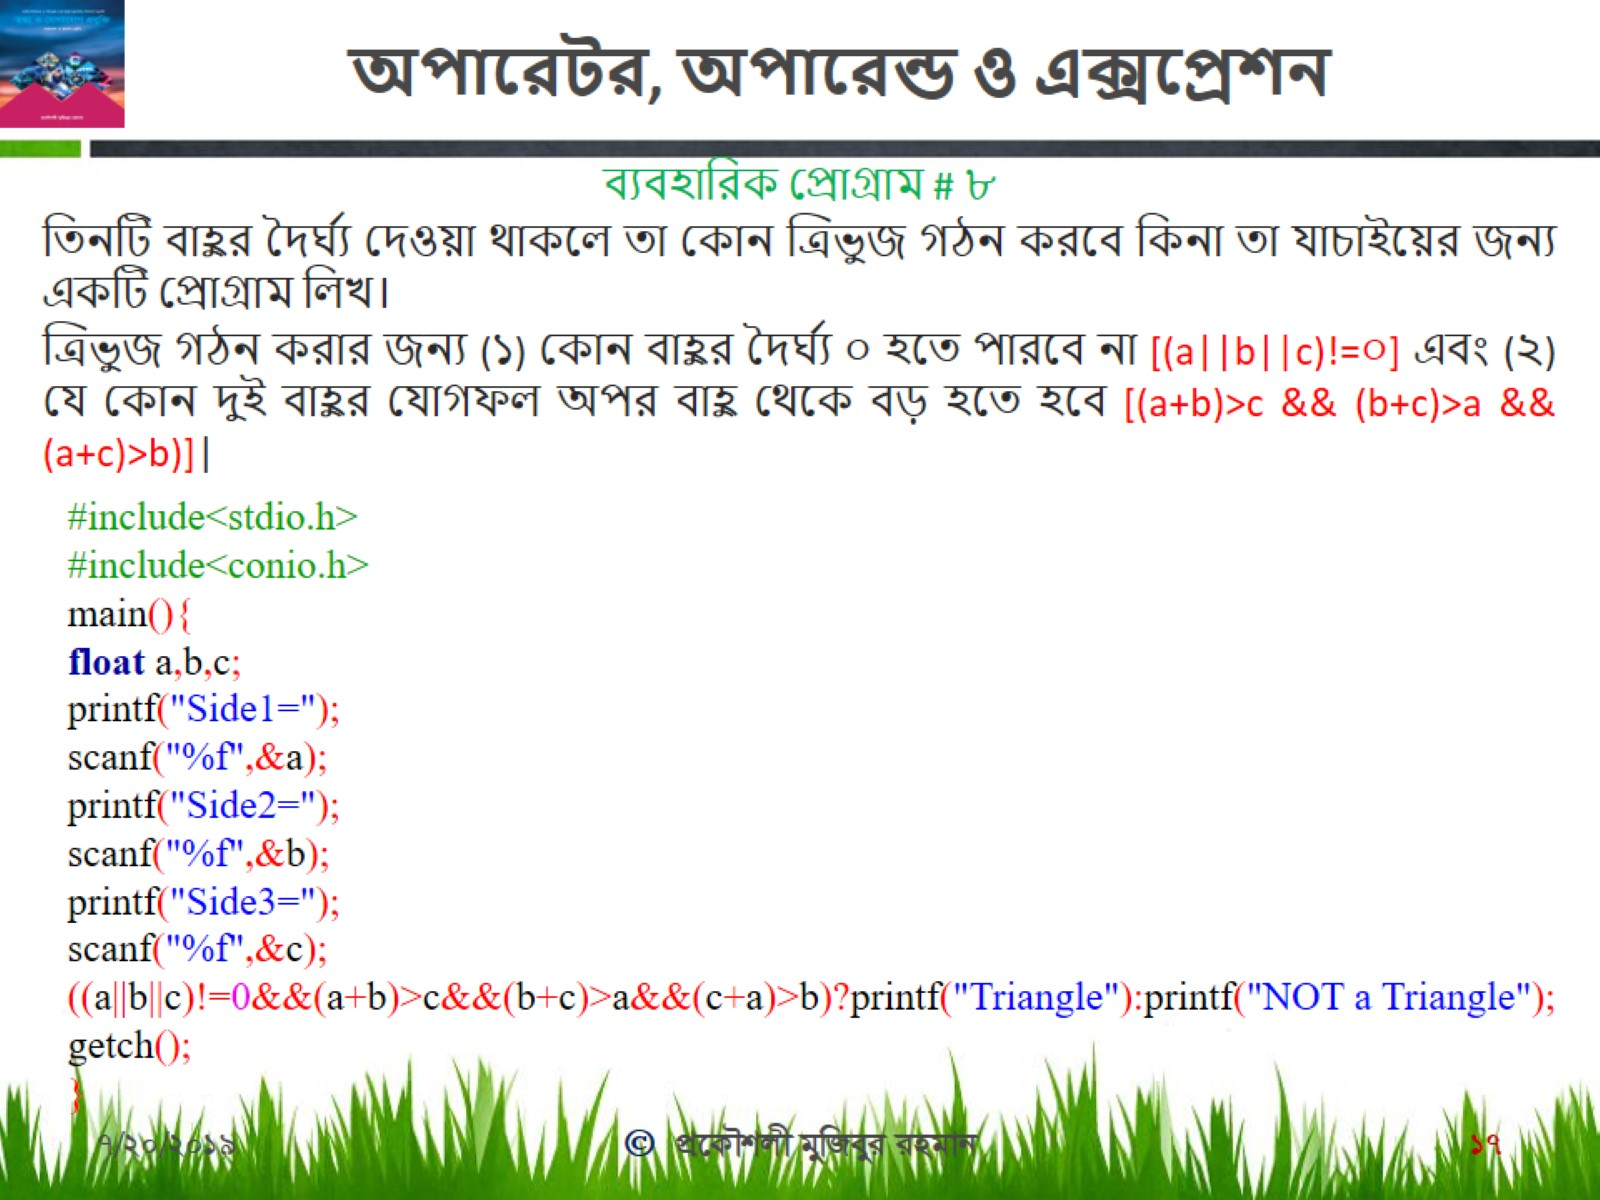 অপারেটর, অপারেন্ড ও এক্সপ্রেশন
ব্যবহারিক প্রোগ্রাম # ৮
তিনটি বাহুর দৈর্ঘ্য দেওয়া থাকলে তা কোন ত্রিভুজ গঠন করবে কিনা তা যাচাইয়ের জন্য
একটি প্রোগ্রাম লিখ।
ত্রিভুজ গঠন করার জন্য (১) কোন বাহুর দৈর্ঘ্য ০ হতে পারবে না [(a||b||c)!=০] এবং (২)
যে কোন দুই বাহুর যোগফল অপর বাহু থেকে বড় হতে হবে [(a+b)>c && (b+c)>a &&
(a+c)>b)]|
#include<stdio.h>
#include<conio.h>
main(){
float a,b,c;
printf("Side1=");
scanf("%f",&a);
printf("Side2=");
scanf("%f",&b);
printf("Side3=");
scanf("%f",&c);
((a||b||c)!=0&&(a+b)>c&&(b+c)>a&&(c+a)>b)?printf("Triangle"):printf("NOT a Triangle");
getch();
}
৭/২০/২০১৯
© প্রকৌশলী মুজিবুর রহমান
১৭